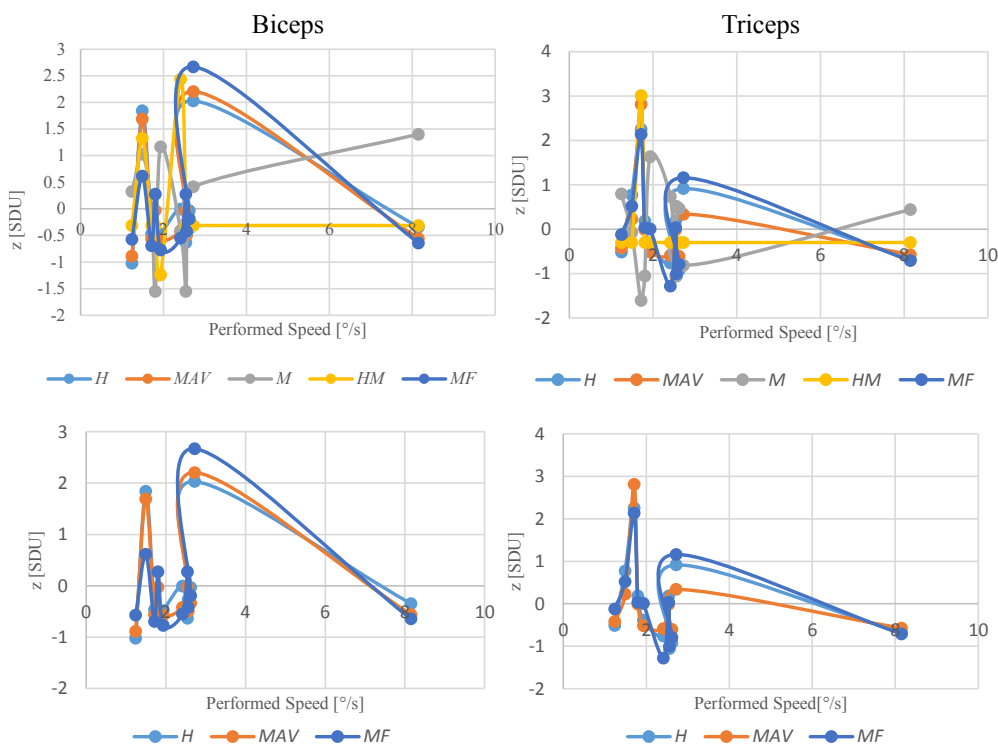 Biceps
Triceps
3
2.5
2
1.5
1
0.5
0
-0.5
-1
-1.5
-2
z [SDU]
0 2 4 6 8 10
Performed Speed [°/s]
H MAV M HM MF
4
3
2
1
0
-1
-2
z [SDU]
0 2 4 6 8 10
Performed Speed [°/s]
H MAV M HM MF
3
2
1
0
-1
-2
z [SDU]
0 2 4 6 8 10
Performed Speed [°/s]
H MAV MF
4
3
2
1
0
-1
-2
z [SDU]
0 2 4 6 8 10
Performed Speed[°/s]
H MAV MF